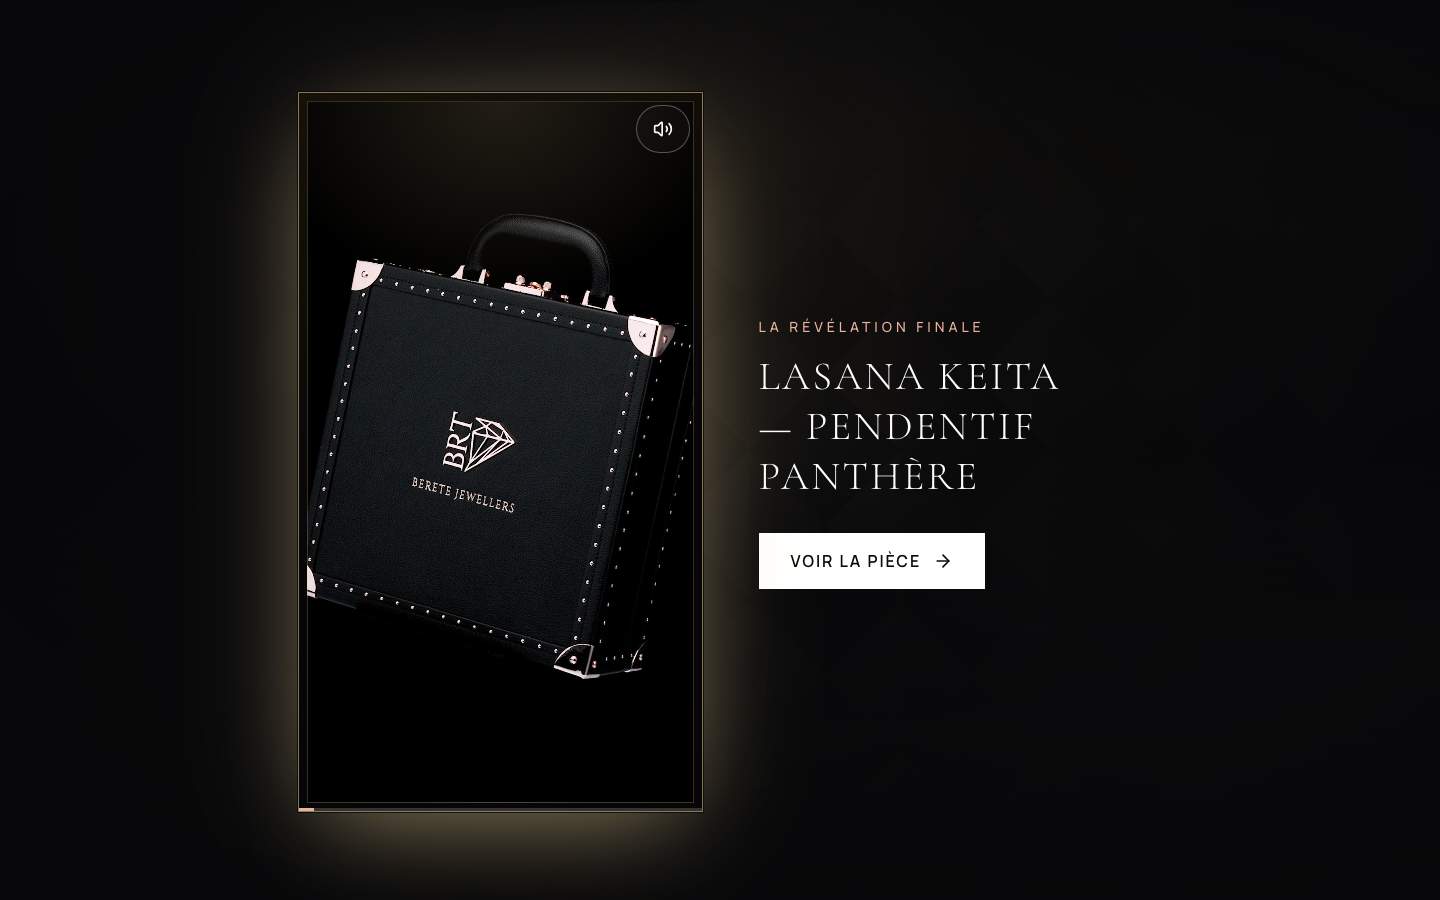 BRT
BERETE JEWELLERS
LA RÉVÉLATION FINALE
LASANA KEITA
— PENDENTIF
PANTHÈRE
VOIR LA PIÈCE